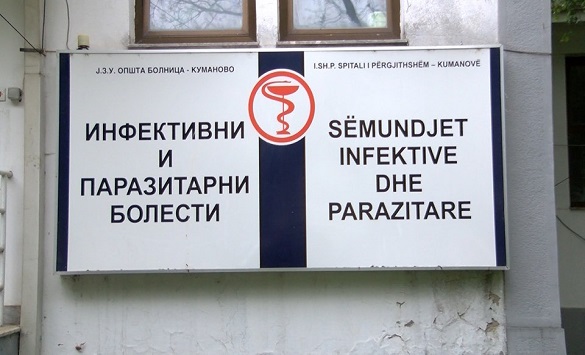 Ј.З.У. ОПШТА БОЛНИЦА - КУМАНОВО
ИНФЕКТИВНИ
И
ПАРАЗИТАРНИ
БОЛЕСТИ
I.SH.P. SPITALI I PËRGJITHSHËM – KUMANOVË
SËMUNDJET
INFEKTIVE
DHE
PARAZITARE